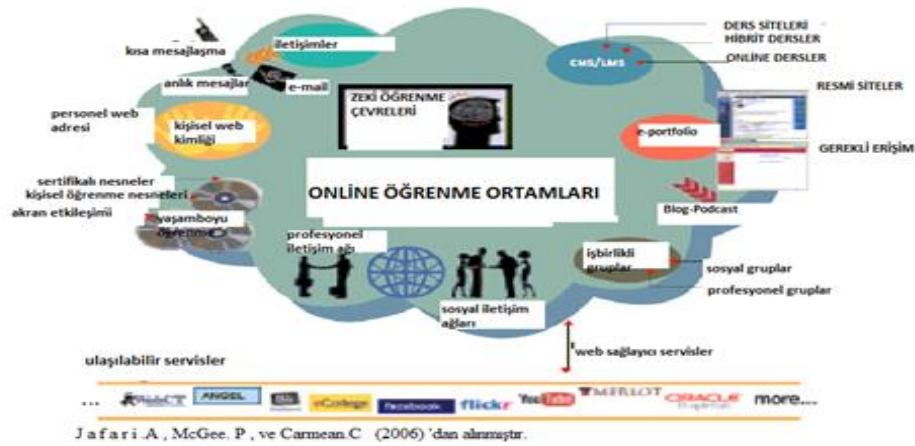 kısa mesajlaşma
iletişimler
anlık mesajlar
e-mail
DERS SİTELERİ
HİBRİT DERSLER
ONLİNE DERSLER
CMS/LMS
ZEKİ ÖĞRENME
ÇEVRELERİ
RESMİ SİTELER
personel web
adresi
kişisel web
kimliği
e-portfolio
GEREKLİ ERİŞİM
sertifikalı nesneler
kişisel öğrenme nesneleri
akran etkileşimi
yaşamboyu
öğrenme
ONLİNE ÖĞRENME ORTAMLARI
Blog-Podcast
profesyonel
iletişim ağı
işbirlikli
gruplar
sosyal gruplar
profesyonel gruplar
sosyal iletişim
ağları
web sağlayıcı servisler
ulaşılabilir servisler
... ANGEL eCollege facebook flickr YouTube MERLOT ORACLE more...
Jafari.A , McGee. P , ve Carmean.C (2006) 'dan alınmıştır.